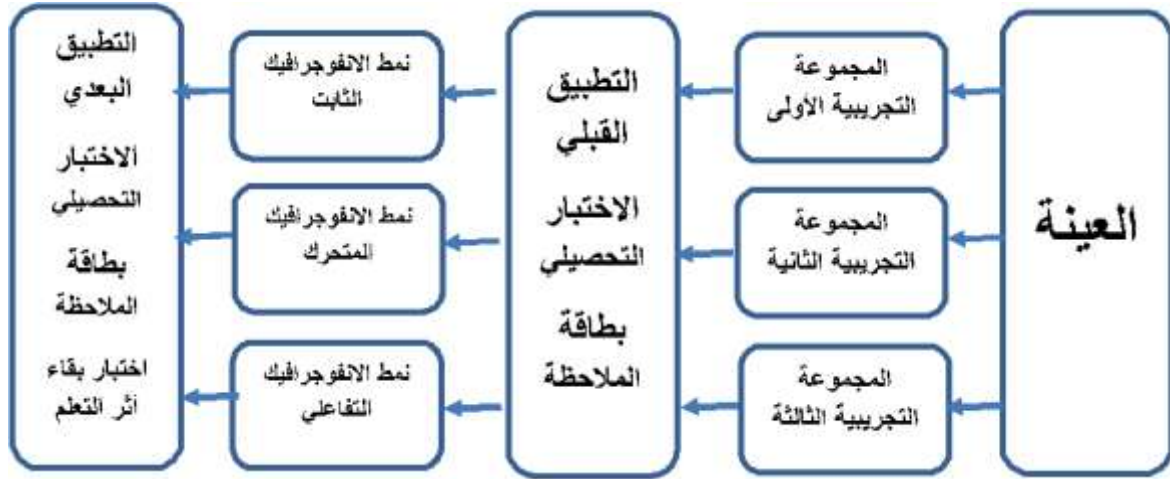 العينة
المجموعة
التجريبية الأولى
المجموعة
التجريبية الثانية
المجموعة
التجريبية الثالثة
التطبيق
القبلي
الاختبار
التحصيلي
بطاقة
الملاحظة
نمط الانفوجرافيك
الثابت
نمط الانفوجرافيك
المتحرك
نمط الانفوجرافيك
التفاعلي
التطبيق
البعدي
الاختبار
التحصيلي
بطاقة
الملاحظة
اختبار بقاء
أثر التعلم